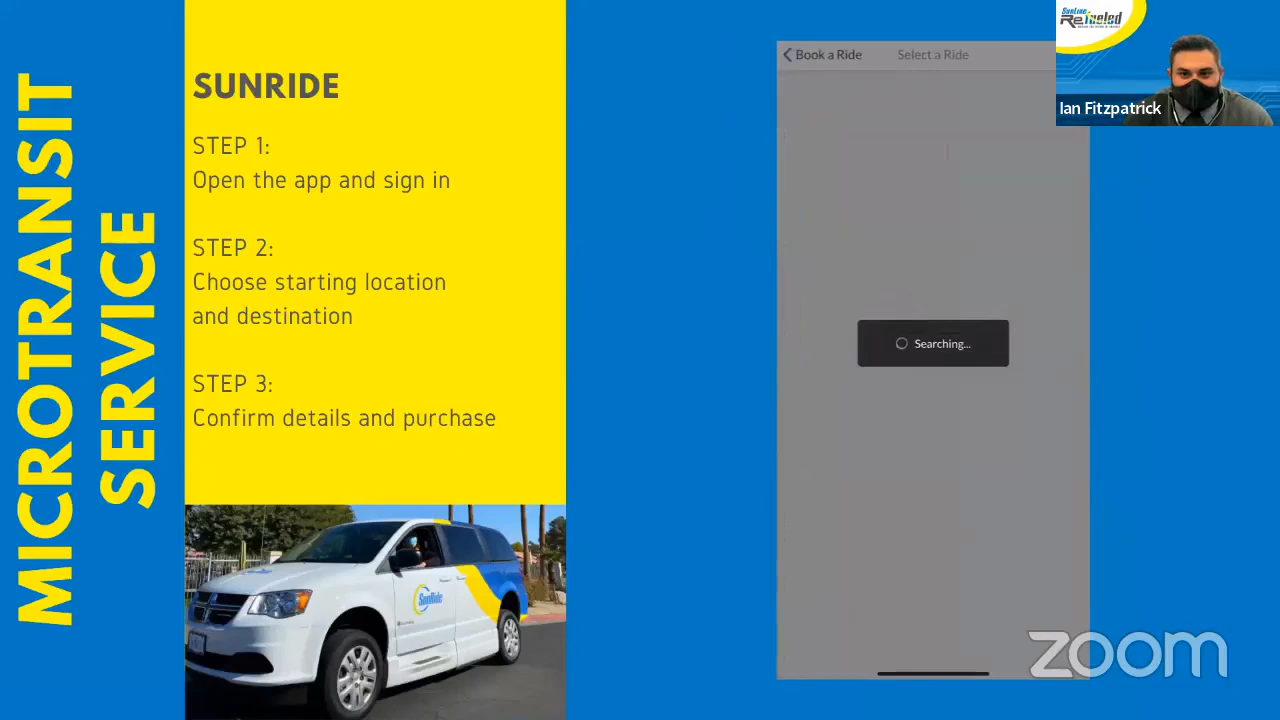 MICROTRANSIT
SERVICE
SUNRIDE
STEP 1:
Open the app and sign in
STEP 2:
Choose starting location
and destination
STEP 3:
Confirm details and purchase
SunRide
Book a Ride
Select a Ride
Searching...
SunLine
Refueled
Ian Fitzpatrick
zoom